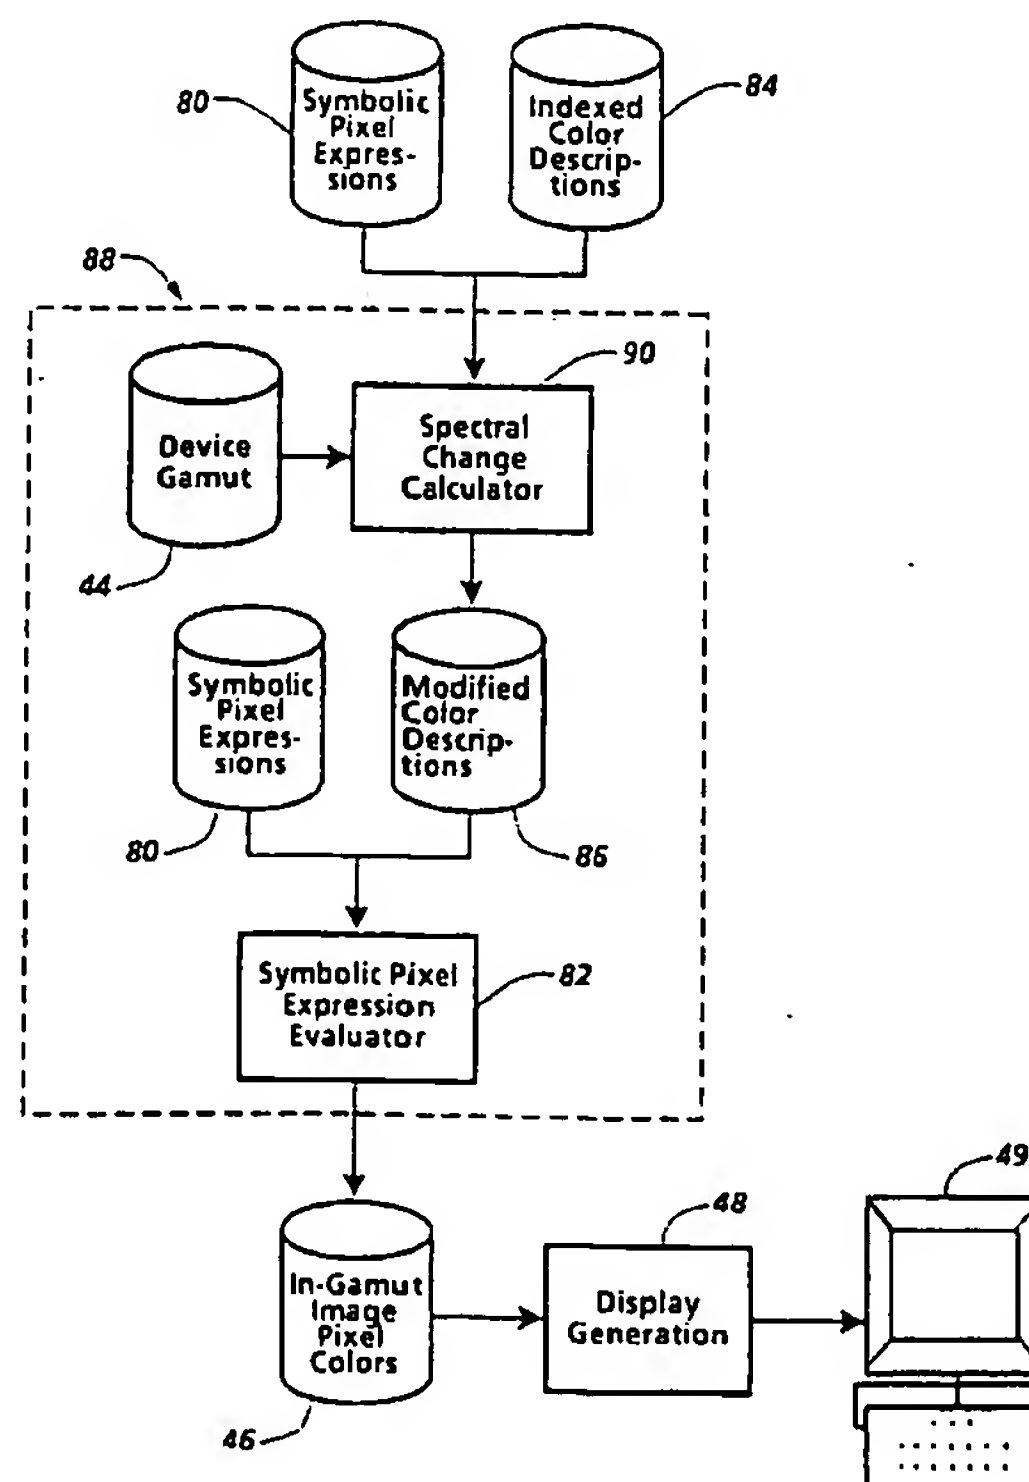 80
Symbolic
Pixel
Expres-
sions
Indexed
Color
Descrip-
tions
84
88
90
Device
Gamut
Spectral
Change
Calculator
44
Symbolic
Pixel
Expres-
sions
Modified
Color
Descrip-
tions
80
86
Symbolic Pixel
Expression
Evaluator
82
In-Gamut
Image
Pixel
Colors
46
48
Display
Generation
49